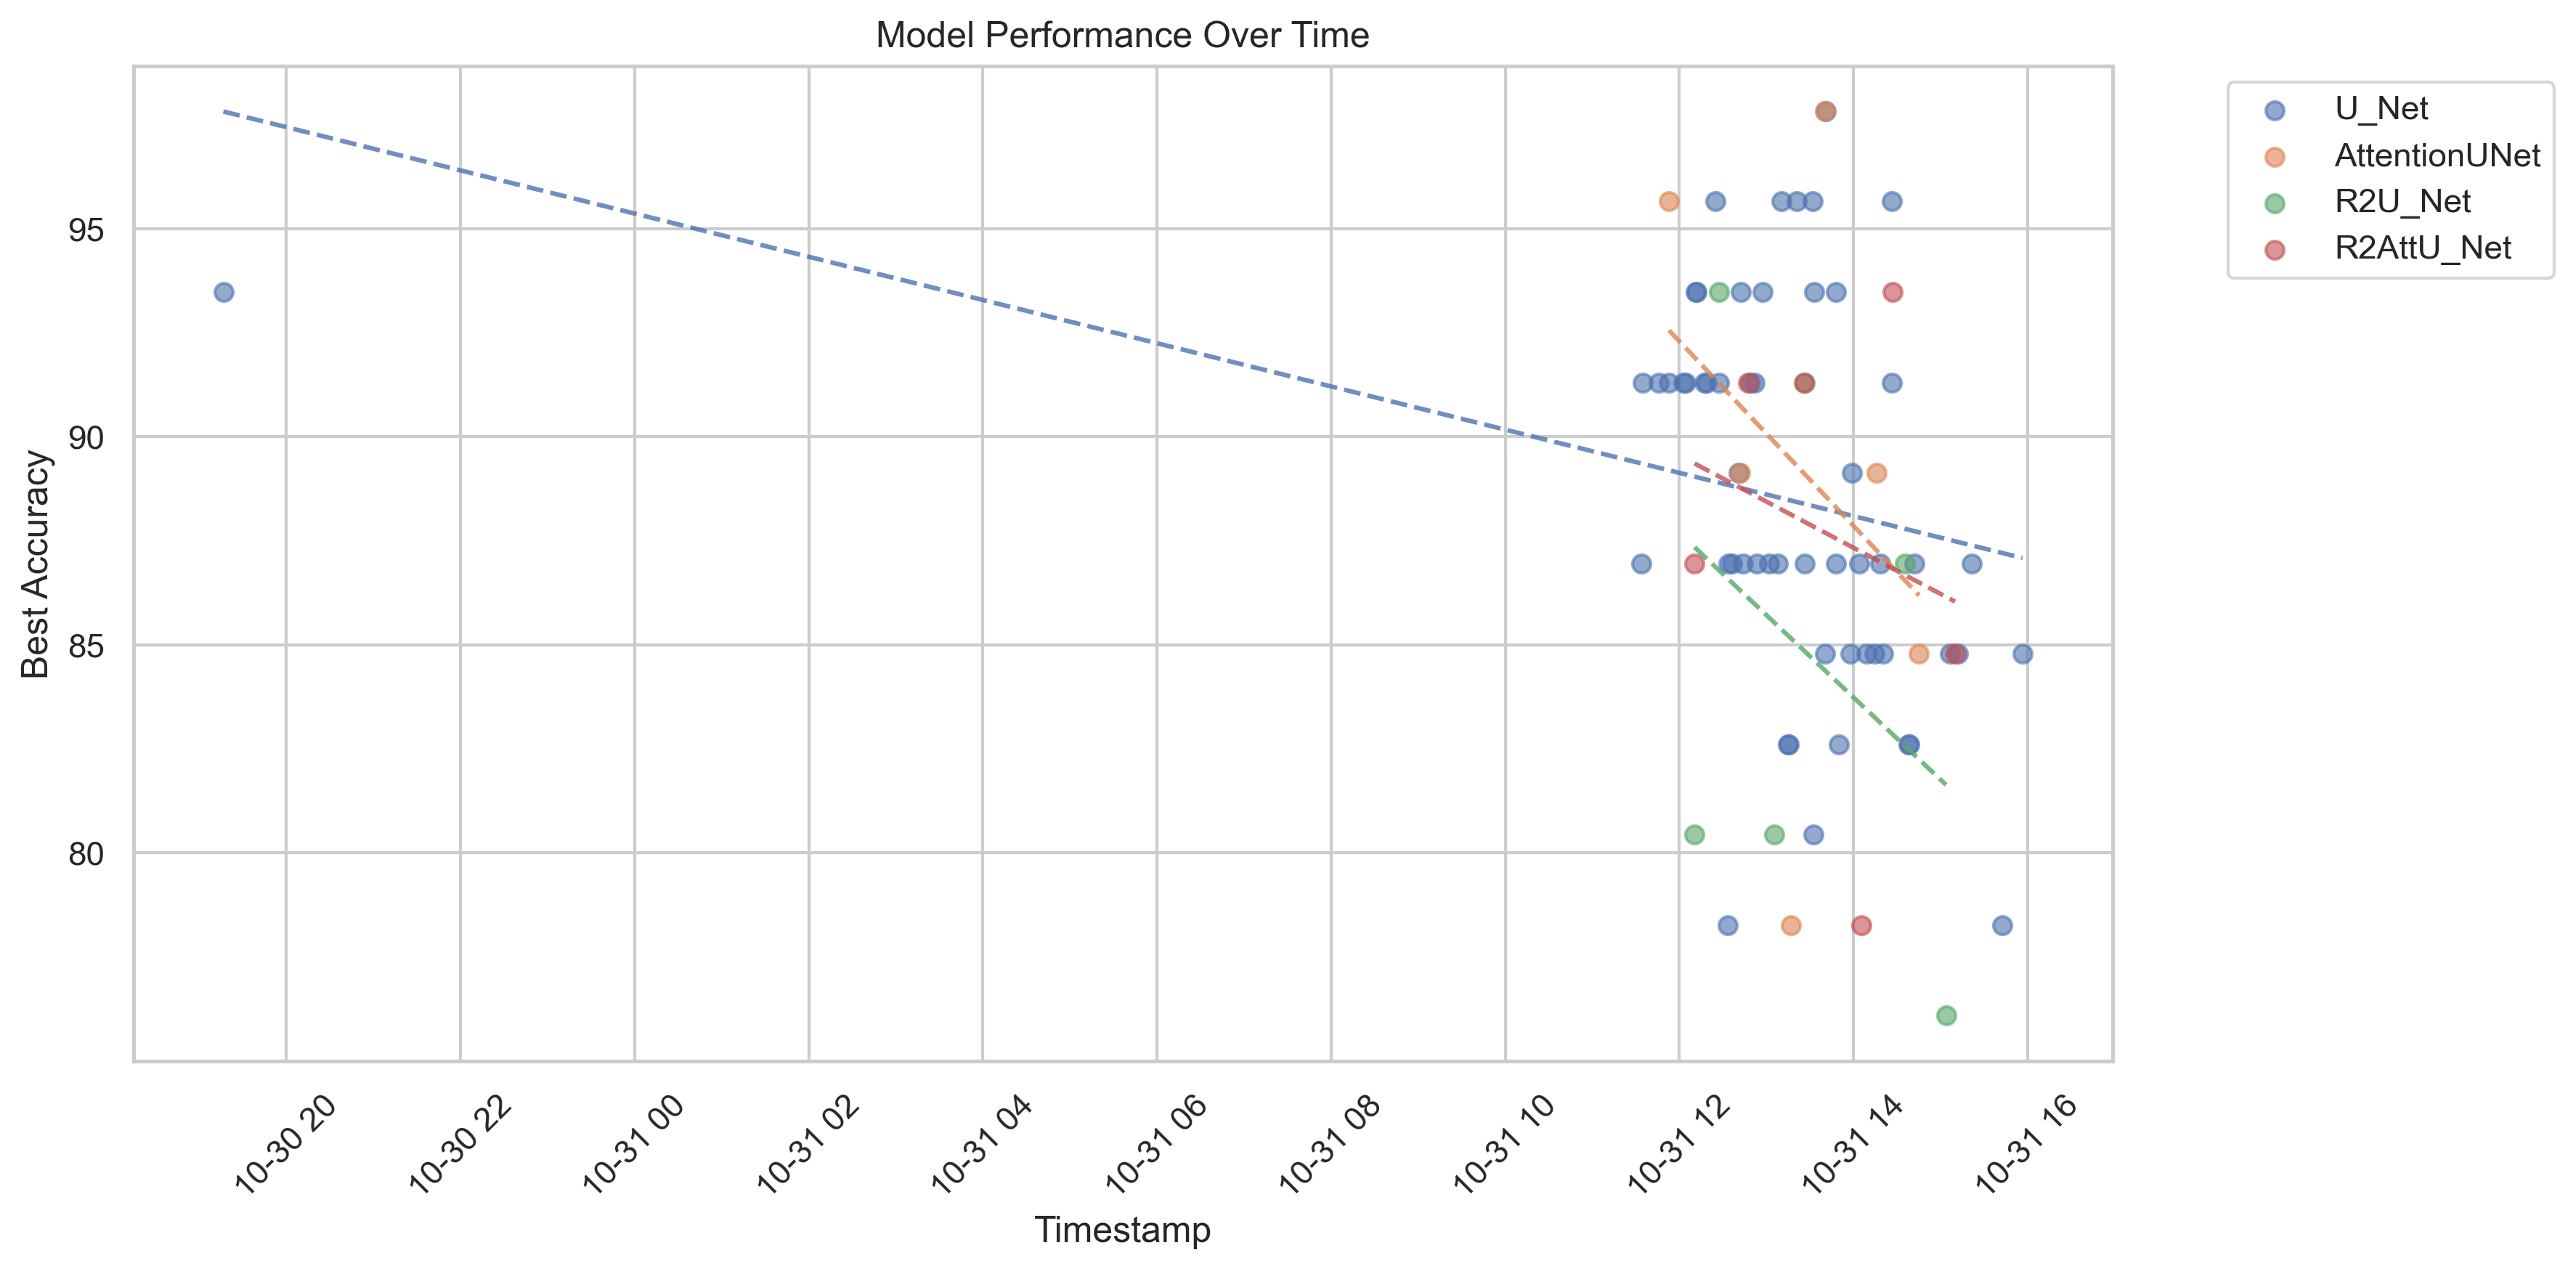 Model Performance Over Time
U_Net
AttentionUNet
R2U_Net
R2AttU_Net
Best Accuracy
95
90
85
80
10-30 20
10-30 22
10-31 00
10-31 02
10-31 04
10-31 06
10-31 08
10-31 10
10-31 12
10-31 14
10-31 16
Timestamp